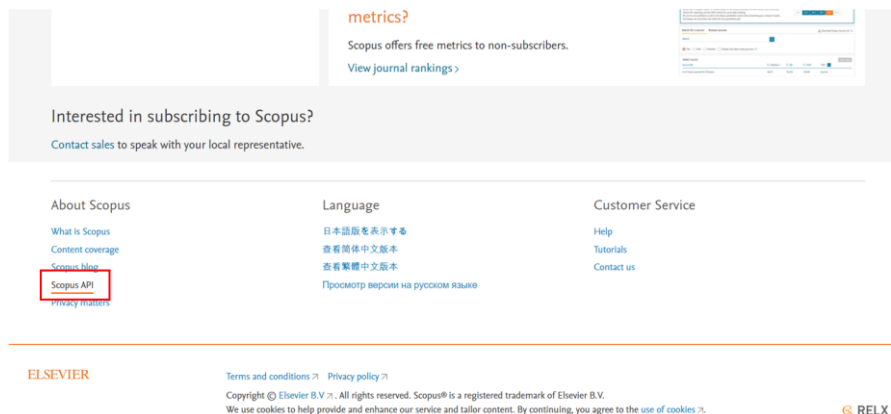 metrics?
Scopus offers free metrics to non-subscribers.
View journal rankings >
Interested in subscribing to Scopus?
Contact sales to speak with your local representative.
About Scopus
What is Scopus
Content coverage
Scopus blog
Scopus API
Privacy matters
Language
日本語版を表示する
查看简体中文版本
查看繁體中文版本
Просмотр версии на русском языке
Customer Service
Help
Tutorials
Contact us
ELSEVIER
Terms and conditions ↗ Privacy policy ↗
Copyright © Elsevier B.V ↗. All rights reserved. Scopus® is a registered trademark of Elsevier B.V.
We use cookies to help provide and enhance our service and tailor content. By continuing, you agree to the use of cookies ↗.
RELX